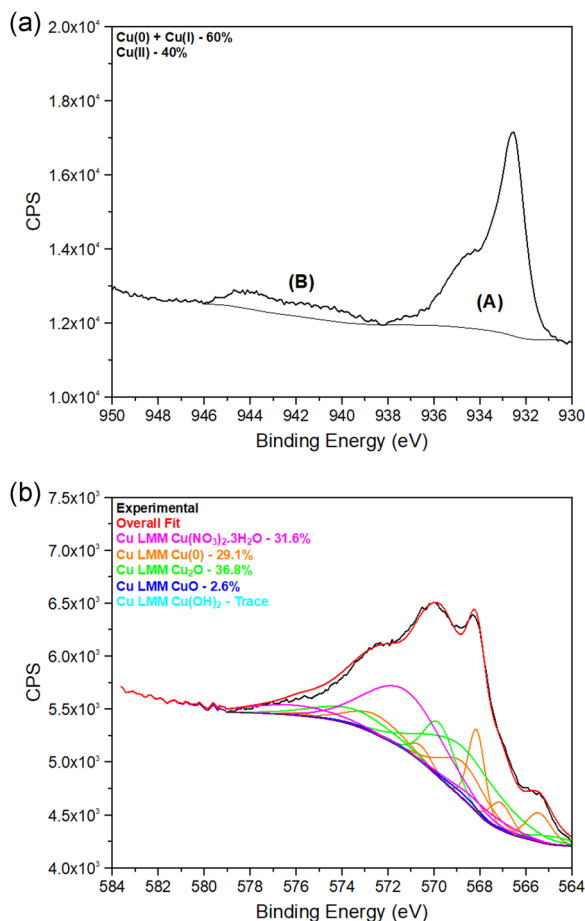 (a)
Cu(0) + Cu(I) - 60%
Cu(II) - 40%
2.0x10⁴
1.8x10⁴
1.6x10⁴
1.4x10⁴
1.2x10⁴
1.0x10⁴
CPS
(B)
(A)
950 948 946 944 942 940 938 936 934 932 930
Binding Energy (eV)
(b)
Experimental
Overall Fit
Cu LMM Cu(NO₃)₂.3H₂O - 31.6%
Cu LMM Cu(0) - 29.1%
Cu LMM Cu₂O - 36.8%
Cu LMM CuO - 2.6%
Cu LMM Cu(OH)₂ - Trace
7.5x10³
7.0x10³
6.5x10³
6.0x10³
5.5x10³
5.0x10³
4.5x10³
4.0x10³
CPS
584 582 580 578 576 574 572 570 568 566 564
Binding Energy (eV)